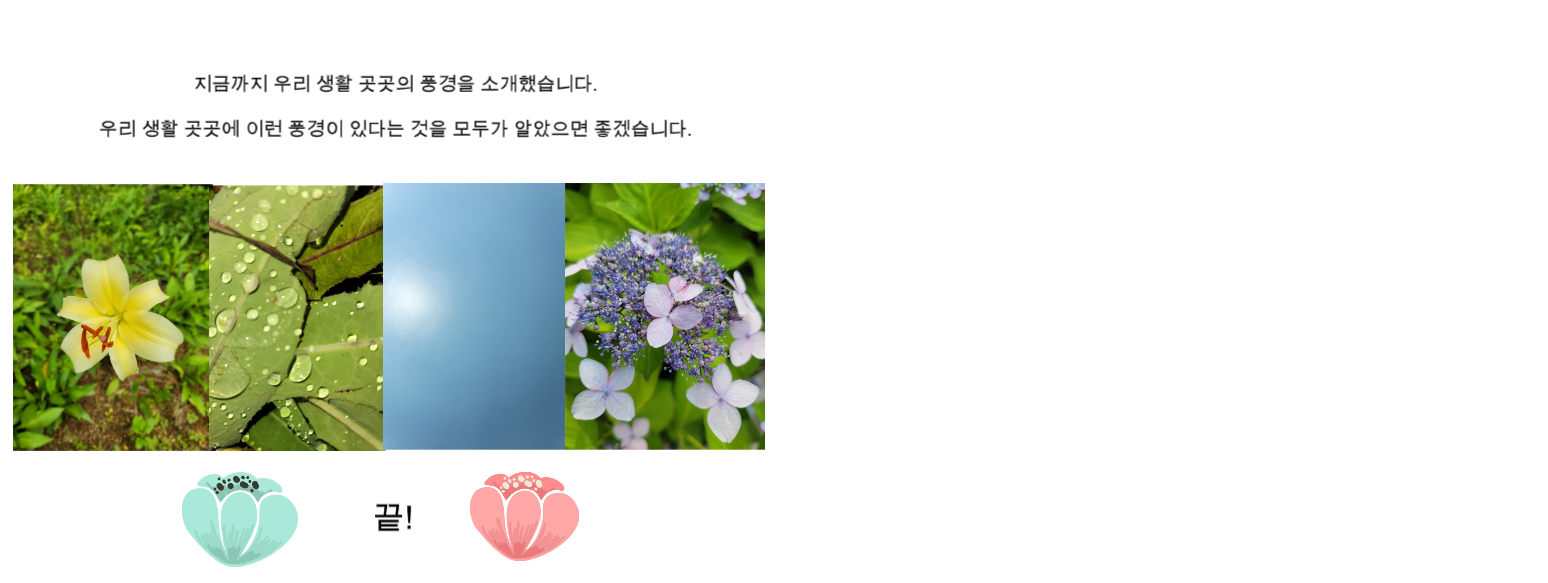 지금까지 우리 생활 곳곳의 풍경을 소개했습니다.
우리 생활 곳곳에 이런 풍경이 있다는 것을 모두가 알았으면 좋겠습니다.
끝!